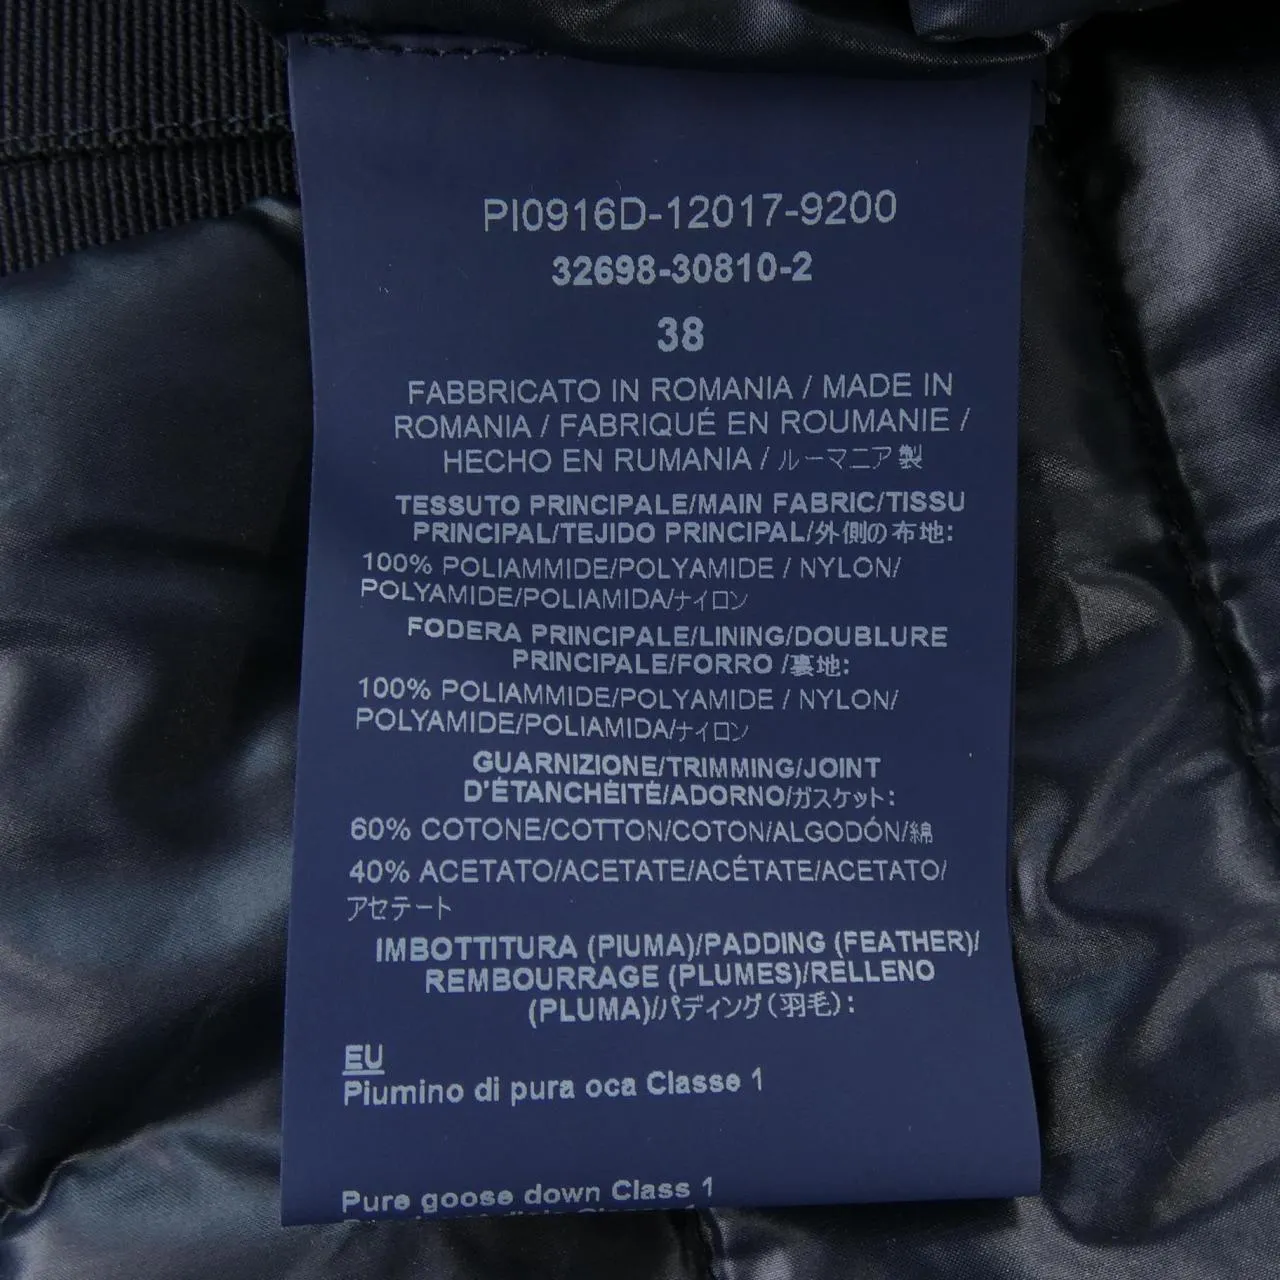 PI0916D-12017-9200
32698-30810-2
38
FABBRICATO IN ROMANIA / MADE IN
ROMANIA / FABRIQUÉ EN ROUMANIE /
HECHO EN RUMANIA / ルーマニア製
TESSUTO PRINCIPALE/MAIN FABRIC/TISSU
PRINCIPAL/TEJIDO PRINCIPAL/外側の布地:
100% POLIAMMIDE/POLYAMIDE / NYLON/
POLYAMIDE/POLIAMIDA/ナイロン
FODERA PRINCIPALE/LINING/DOUBLURE
PRINCIPALE/FORRO /裏地:
100% POLIAMMIDE/POLYAMIDE / NYLON/
POLYAMIDE/POLIAMIDA/ナイロン
GUARNIZIONE/TRIMMING/JOINT
D'ÉTANCHÉITÉ/ADORNO/ガスケット:
60% COTONE/COTTON/COTON/ALGODÓN/綿
40% ACETATO/ACETATE/ACÉTATE/ACETATO/
アセテート
IMBOTTITURA (PIUMA)/PADDING (FEATHER)/
REMBOURRAGE (PLUMES)/RELLENO
(PLUMA)/パディング(羽毛):
EU
Piumino di pura oca Classe 1
Pure goose down Class 1